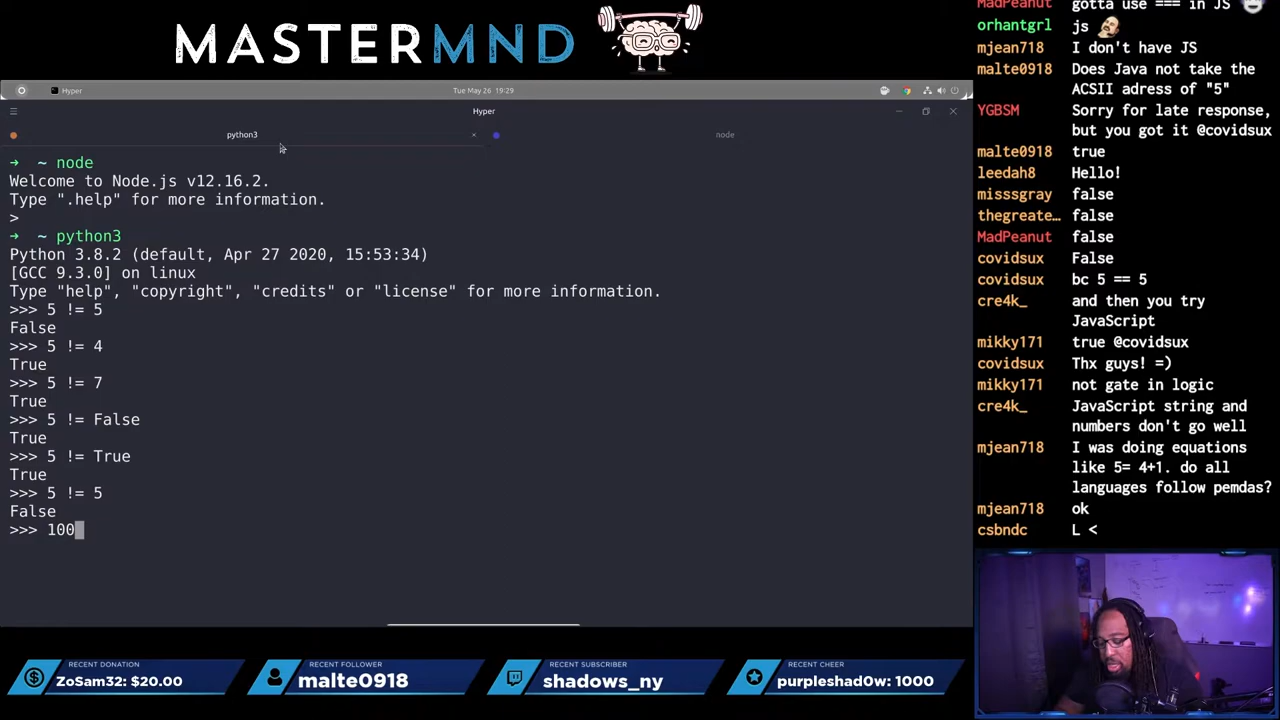 MASTERMND
Hyper
Tue May 26 19:29
Hyper
python3
node
→ ~ node
Welcome to Node.js v12.16.2.
Type ".help" for more information.
>
→ ~ python3
Python 3.8.2 (default, Apr 27 2020, 15:53:34)
[GCC 9.3.0] on linux
Type "help", "copyright", "credits" or "license" for more information.
>>> 5 != 5
False
>>> 5 != 4
True
>>> 5 != 7
True
>>> 5 != False
True
>>> 5 != True
True
>>> 5 != 5
False
>>> 100
MadPeanut gotta use === in JS
orhantgrl js
mjean718 I don't have JS
malte0918 Does Java not take the
ACSII adress of "5"
YGBSM Sorry for late response,
but you got it @covidsux
malte0918 true
leedah8 Hello!
misssgray false
thegreate… false
MadPeanut false
covidsux False
covidsux bc 5 == 5
cre4k_ and then you try
JavaScript
mikky171 true @covidsux
covidsux Thx guys! =)
mikky171 not gate in logic
cre4k_ JavaScript string and
numbers don't go well
mjean718 I was doing equations
like 5= 4+1. do all
languages follow pemdas?
mjean718 ok
csbndc L <
RECENT DONATION
ZoSam32: $20.00
RECENT FOLLOWER
malte0918
RECENT SUBSCRIBER
shadows_ny
RECENT CHEER
purpleshad0w: 1000